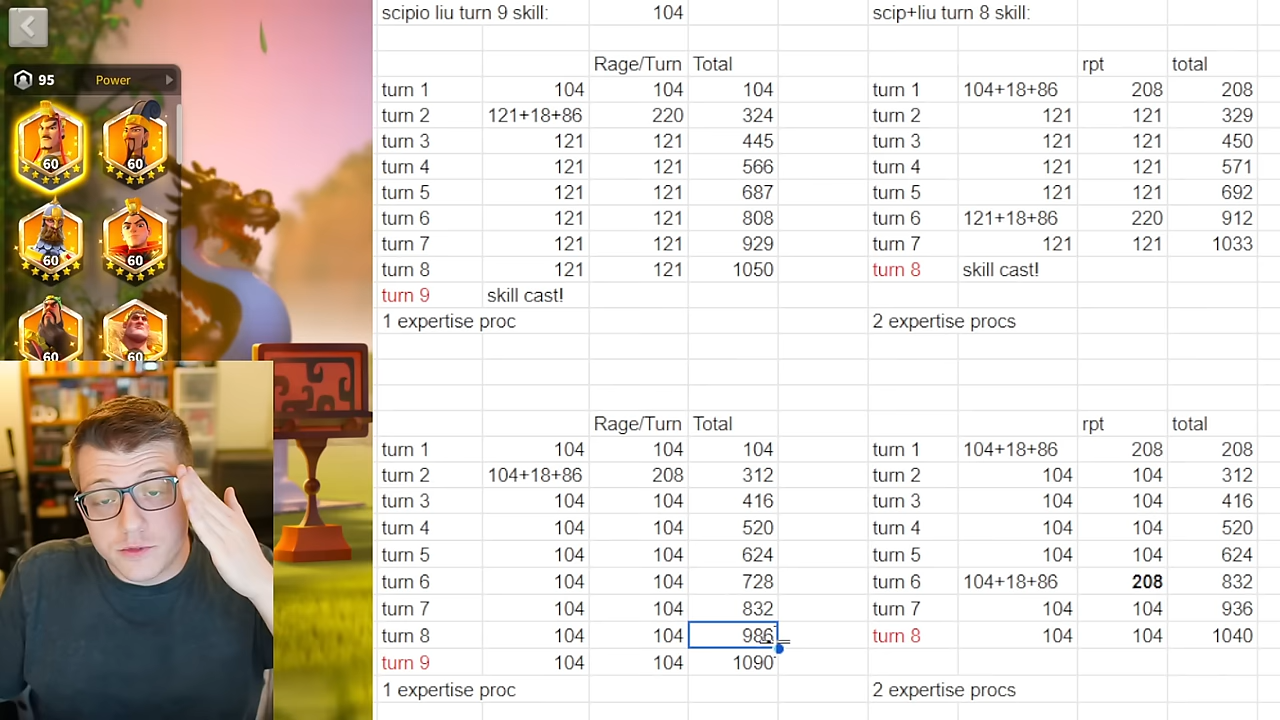 95 Power
60 60
60 60
60 60
scipio liu turn 9 skill: 104
Rage/Turn Total
turn 1 104 104 104
turn 2 121+18+86 220 324
turn 3 121 121 445
turn 4 121 121 566
turn 5 121 121 687
turn 6 121 121 808
turn 7 121 121 929
turn 8 121 121 1050
turn 9 skill cast!
1 expertise proc
scip+liu turn 8 skill:
rpt total
turn 1 104+18+86 208 208
turn 2 121 121 329
turn 3 121 121 450
turn 4 121 121 571
turn 5 121 121 692
turn 6 121+18+86 220 912
turn 7 121 121 1033
turn 8 skill cast!
2 expertise procs
Rage/Turn Total
turn 1 104 104 104
turn 2 104+18+86 208 312
turn 3 104 104 416
turn 4 104 104 520
turn 5 104 104 624
turn 6 104 104 728
turn 7 104 104 832
turn 8 104 104 986
turn 9 104 104 1090
1 expertise proc
rpt total
turn 1 104+18+86 208 208
turn 2 104 104 312
turn 3 104 104 416
turn 4 104 104 520
turn 5 104 104 624
turn 6 104+18+86 208 832
turn 7 104 104 936
turn 8 104 104 1040
2 expertise procs